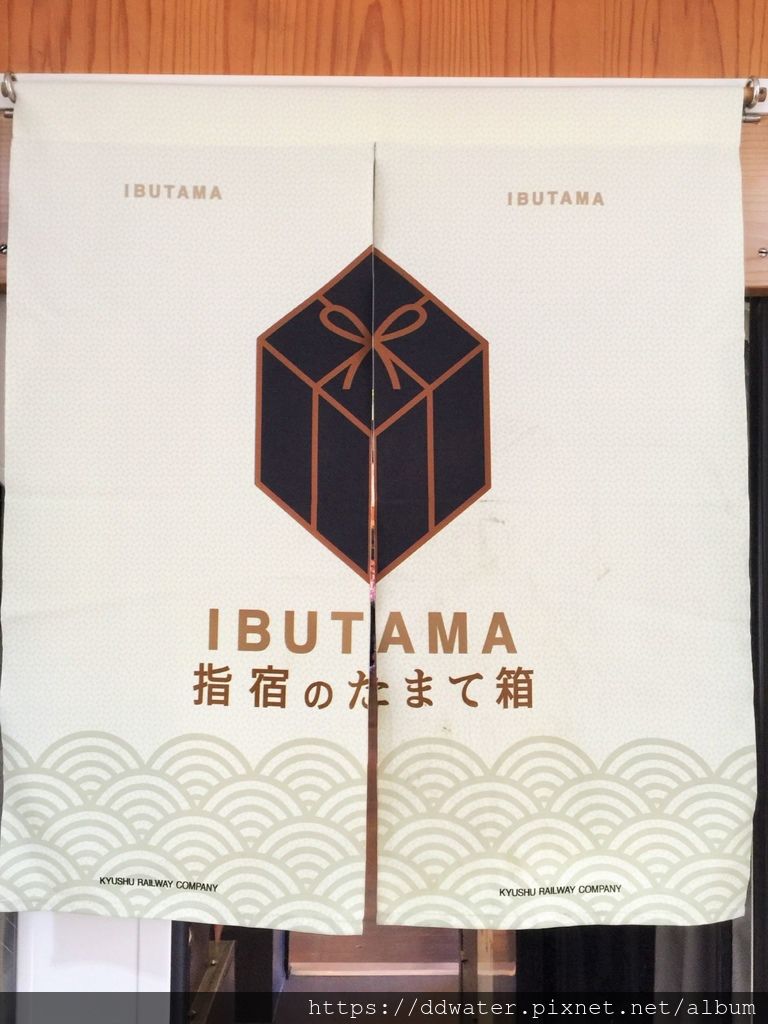 IBUTAMA
IBUTAMA
IBUTAMA
指宿のたまて箱
KYUSHU RAILWAY COMPANY
KYUSHU RAILWAY COMPANY
https://ddwater.pixnet.net/album